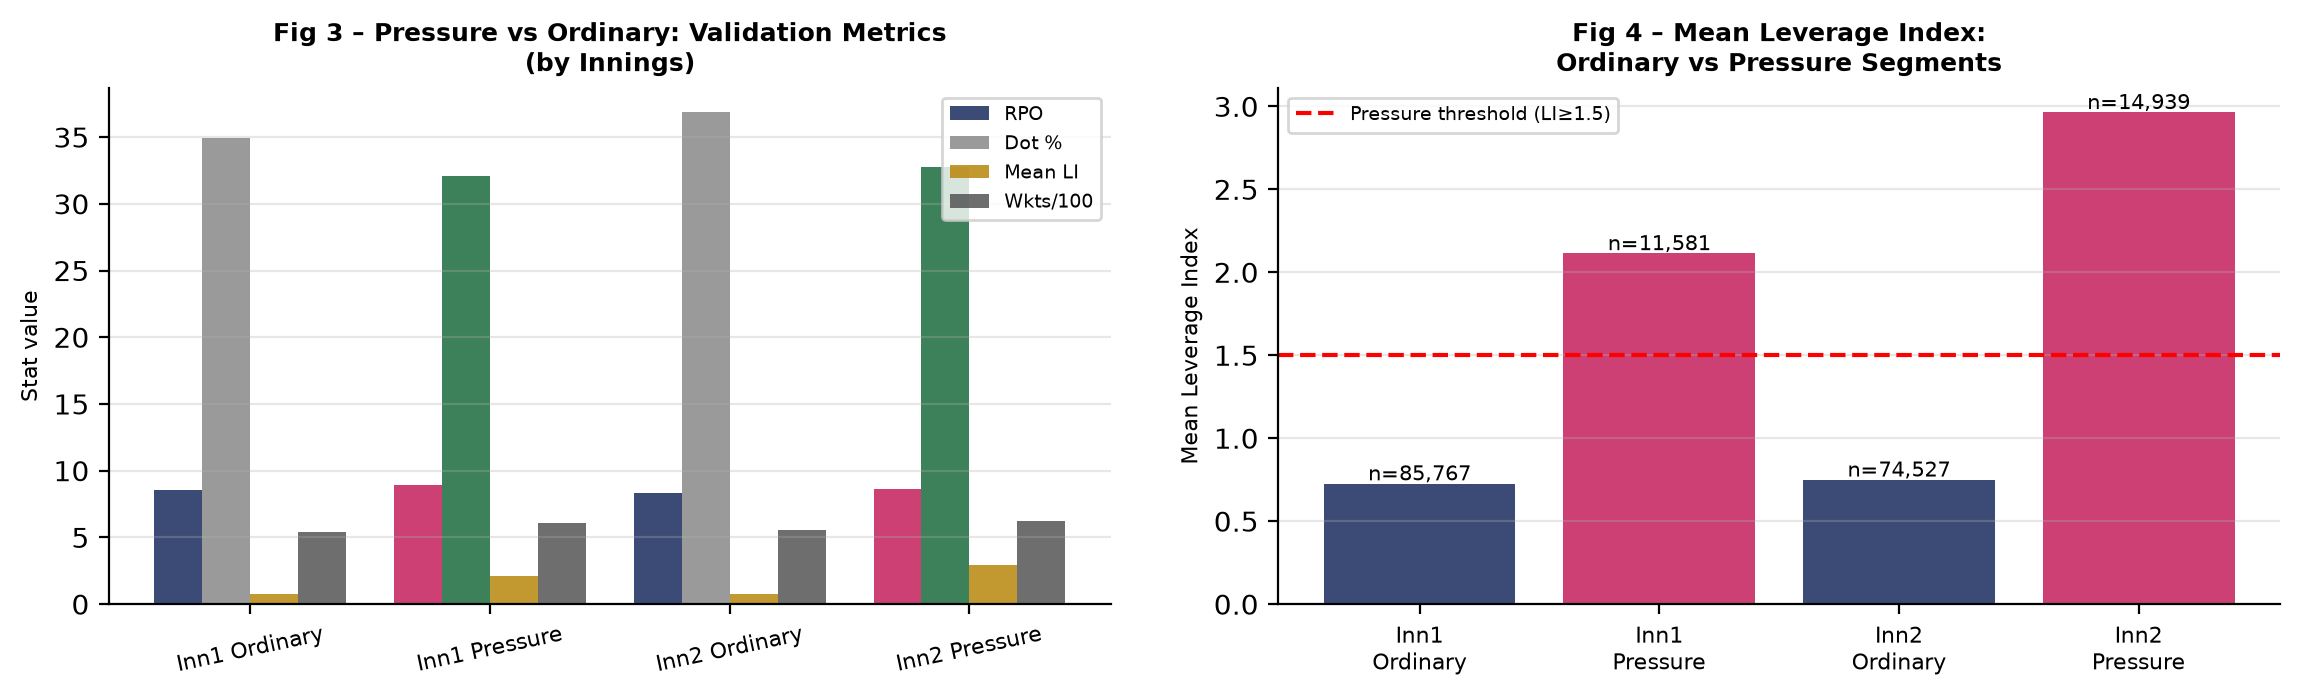 Fig 3 – Pressure vs Ordinary: Validation Metrics
(by Innings)
RPO
Dot %
Mean LI
Wkts/100
Stat value
35
30
25
20
15
10
5
0
Inn1 Ordinary
Inn1 Pressure
Inn2 Ordinary
Inn2 Pressure
Fig 4 – Mean Leverage Index:
Ordinary vs Pressure Segments
Pressure threshold (LI≥1.5)
Mean Leverage Index
3.0
2.5
2.0
1.5
1.0
0.5
0.0
n=85,767
n=11,581
n=74,527
n=14,939
Inn1
Ordinary
Inn1
Pressure
Inn2
Ordinary
Inn2
Pressure